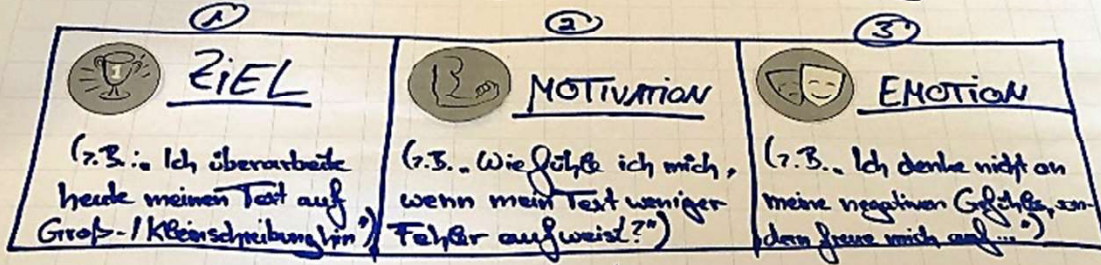 1
ZIEL
(z.B.: „Ich überarbeite
heute meinen Text auf
Groß-/Kleinschreibung hin")
2
MOTIVATION
(z.B. „Wie fühle ich mich,
wenn mein Text weniger
Fehler aufweist?")
3
EMOTION
(z.B. „Ich denke nicht an
meine negativen Gefühle, son-
dern freue mich auf...")